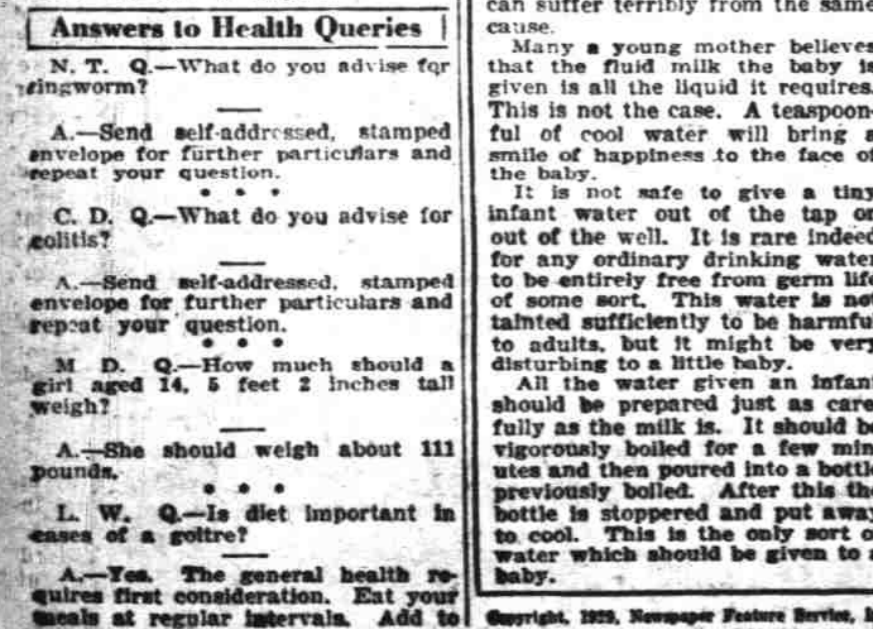 Answers to Health Queries
N. T. Q.—What do you advise for
ringworm?
A.—Send self-addressed, stamped
envelope for further particulars and
repeat your question.
• • •
C. D. Q.—What do you advise for
colitis?
A.—Send self-addressed, stamped
envelope for further particulars and
repeat your question.
• • •
M D. Q.—How much should a
girl aged 14, 5 feet 2 inches tall
weigh?
A.—She should weigh about 111
pounds.
• • •
L. W. Q.—Is diet important in
cases of a goitre?
A.—Yes. The general health re-
quires first consideration. Eat your
meals at regular intervals. Add to
can suffer terribly from the same
cause.
Many a young mother believes
that the fluid milk the baby is
given is all the liquid it requires.
This is not the case. A teaspoon-
ful of cool water will bring a
smile of happiness to the face of
the baby.
It is not safe to give a tiny
infant water out of the tap or
out of the well. It is rare indeed
for any ordinary drinking water
to be entirely free from germ life
of some sort. This water is not
tainted sufficiently to be harmful
to adults, but it might be very
disturbing to a little baby.
All the water given an infant
should be prepared just as care
fully as the milk is. It should be
vigorously boiled for a few min
utes and then poured into a bottle
previously boiled. After this the
bottle is stoppered and put away
to cool. This is the only sort of
water which should be given to a
baby.
Copyright, 1929, Newspaper Feature Service,